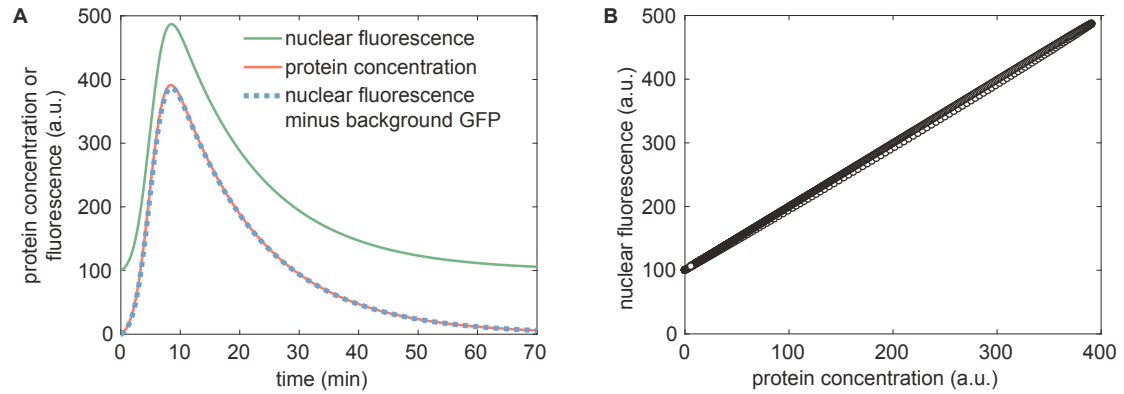 A
500
400
300
200
100
0
protein concentration or
fluorescence (a.u.)
nuclear fluorescence
protein concentration
nuclear fluorescence
minus background GFP
0 10 20 30 40 50 60 70
time (min)
B
500
400
300
200
100
0
nuclear fluorescence (a.u.)
0 100 200 300 400
protein concentration (a.u.)